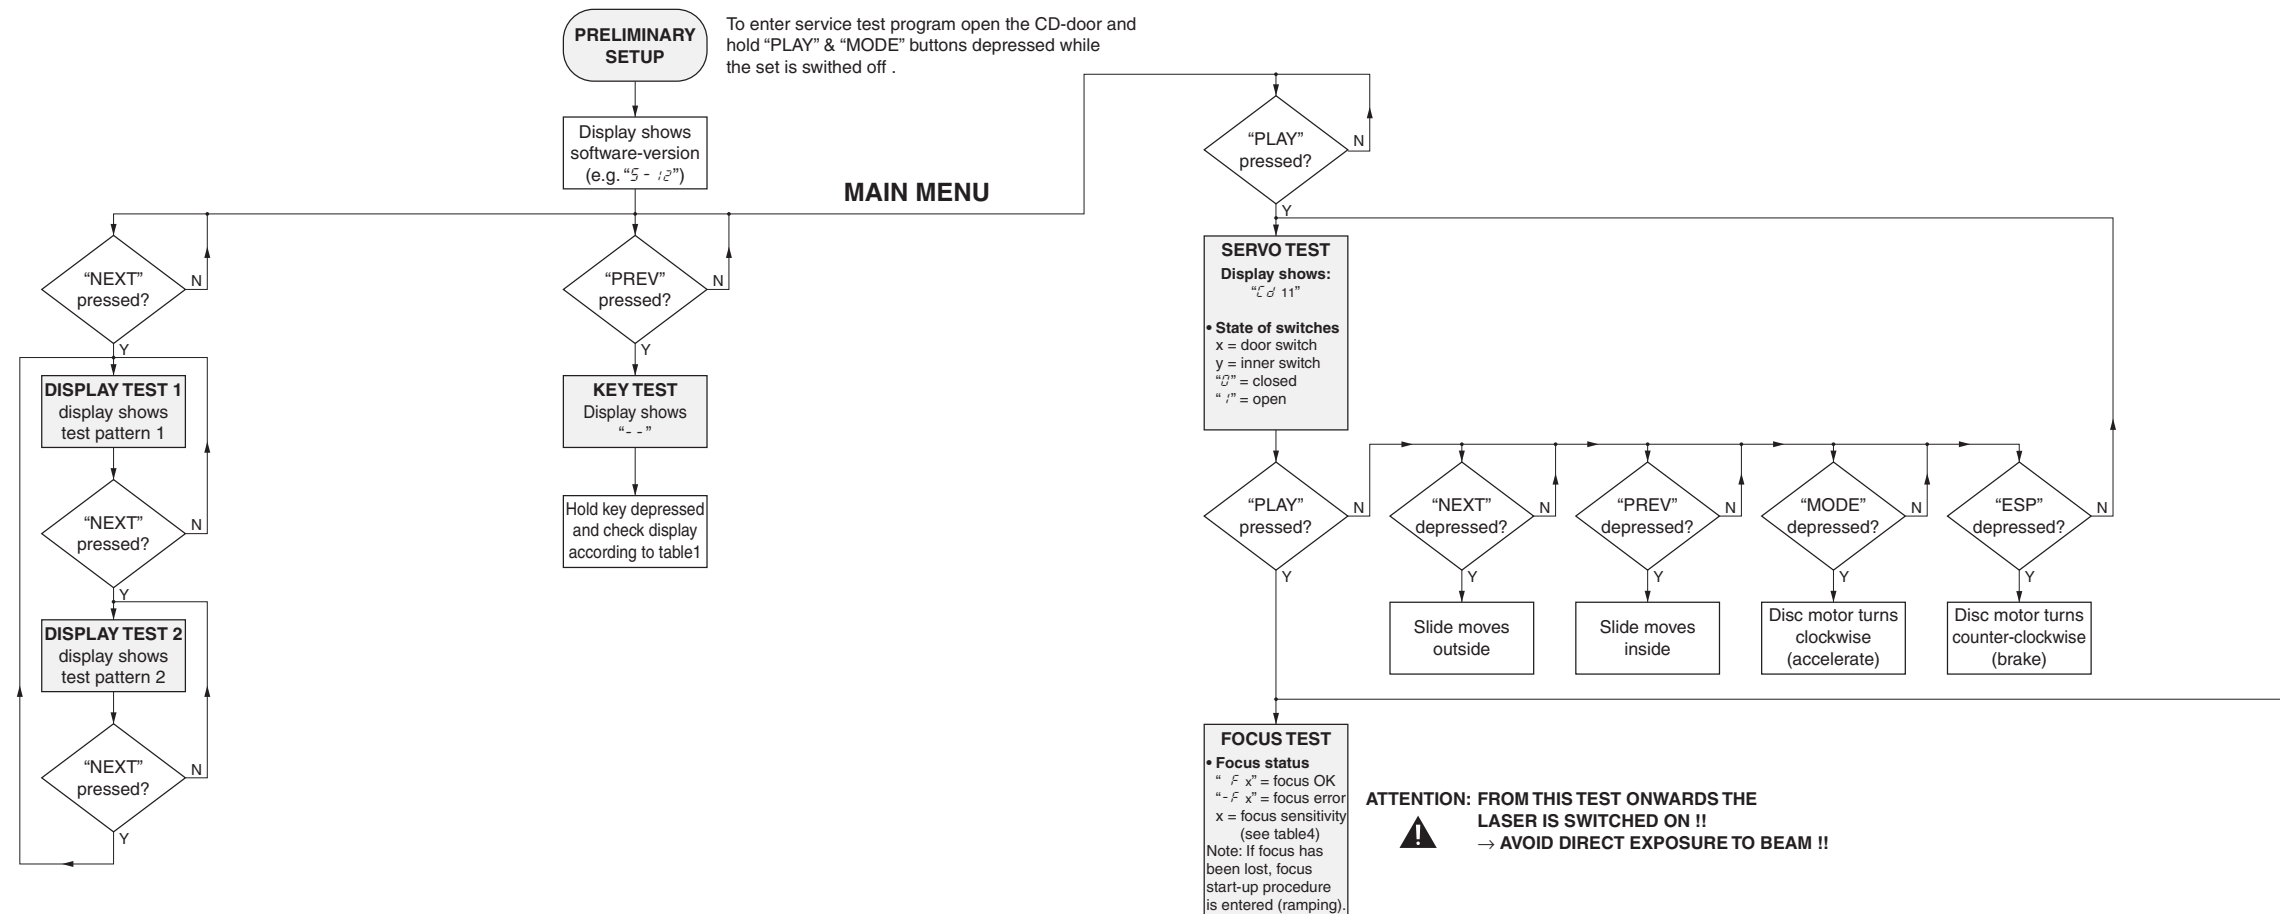 PRELIMINARY
SETUP
To enter service test program open the CD-door and
hold “PLAY” & “MODE” buttons depressed while
the set is swithed off .
Display shows
software-version
(e.g. “S - 12”)
MAIN MENU
“NEXT”
pressed?
N
Y
DISPLAY TEST 1
display shows
test pattern 1
“NEXT”
pressed?
N
Y
DISPLAY TEST 2
display shows
test pattern 2
“NEXT”
pressed?
N
Y
“PREV”
pressed?
N
Y
KEY TEST
Display shows
“- -”
Hold key depressed
and check display
according to table1
“PLAY”
pressed?
N
Y
SERVO TEST
Display shows:
“Cd 11”
• State of switches
x = door switch
y = inner switch
“0” = closed
“1” = open
“PLAY”
pressed?
N
Y
“NEXT”
depressed?
N
Y
Slide moves
outside
“PREV”
depressed?
N
Y
Slide moves
inside
“MODE”
depressed?
N
Y
Disc motor turns
clockwise
(accelerate)
“ESP”
depressed?
N
Y
Disc motor turns
counter-clockwise
(brake)
FOCUS TEST
• Focus status
“ F x” = focus OK
“-F x” = focus error
x = focus sensitivity
(see table4)
Note: If focus has
been lost, focus
start-up procedure
is entered (ramping).
ATTENTION: FROM THIS TEST ONWARDS THE
LASER IS SWITCHED ON !!
→ AVOID DIRECT EXPOSURE TO BEAM !!